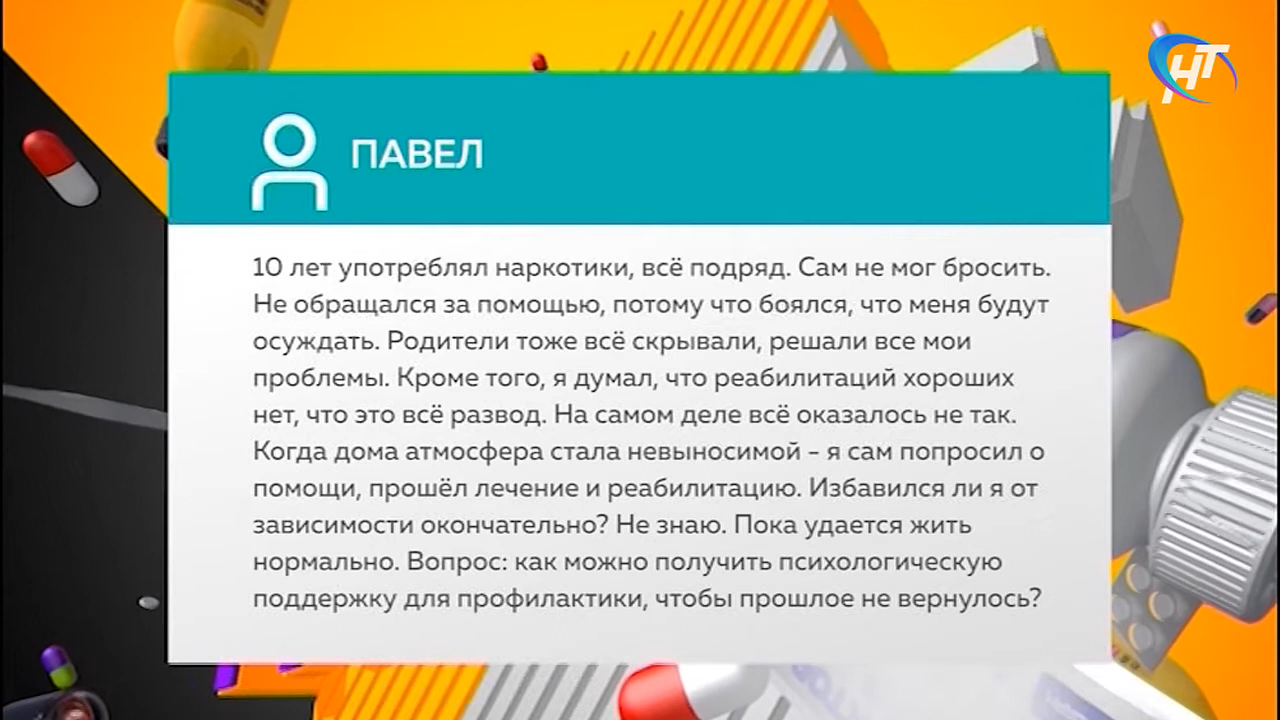 НТ
ПАВЕЛ
10 лет употреблял наркотики, всё подряд. Сам не мог бросить.
Не обращался за помощью, потому что боялся, что меня будут
осуждать. Родители тоже всё скрывали, решали все мои
проблемы. Кроме того, я думал, что реабилитаций хороших
нет, что это всё развод. На самом деле всё оказалось не так.
Когда дома атмосфера стала невыносимой - я сам попросил о
помощи, прошёл лечение и реабилитацию. Избавился ли я от
зависимости окончательно? Не знаю. Пока удается жить
нормально. Вопрос: как можно получить психологическую
поддержку для профилактики, чтобы прошлое не вернулось?